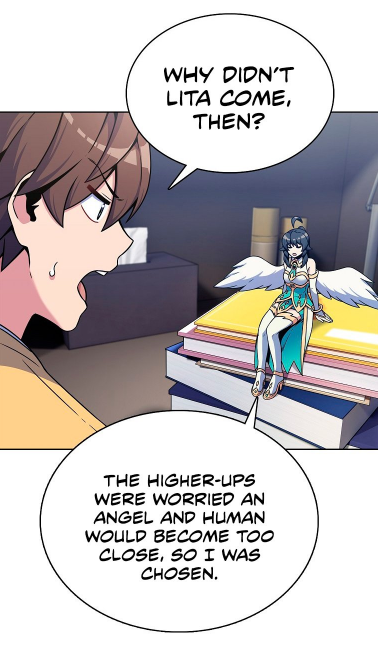 WHY DIDN'T
LITA COME,
THEN?
THE HIGHER-UPS
WERE WORRIED AN
ANGEL AND HUMAN
WOULD BECOME TOO
CLOSE, SO I WAS
CHOSEN.